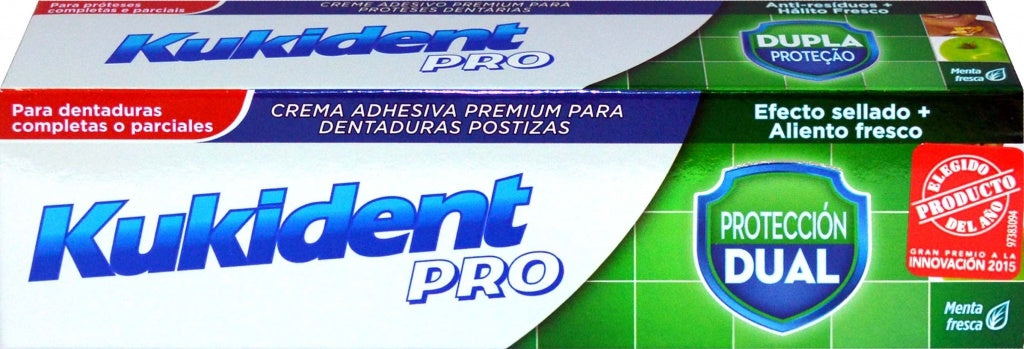 Para próteses
completas e parciais
CREME ADESIVO PREMIUM PARA
PRÓTESES DENTÁRIAS
Anti-resíduos +
Hálito Fresco
Kukident
PRO
DUPLA
PROTEÇÃO
Menta
fresca
Para dentaduras
completas o parciales
CREMA ADHESIVA PREMIUM PARA
DENTADURAS POSTIZAS
Efecto sellado +
Aliento fresco
Kukident
PRO
PROTECCIÓN
DUAL
ELEGIDO
PRODUCTO
DEL AÑO
97383094
GRAN PREMIO A LA
INNOVACIÓN 2015
Menta
fresca